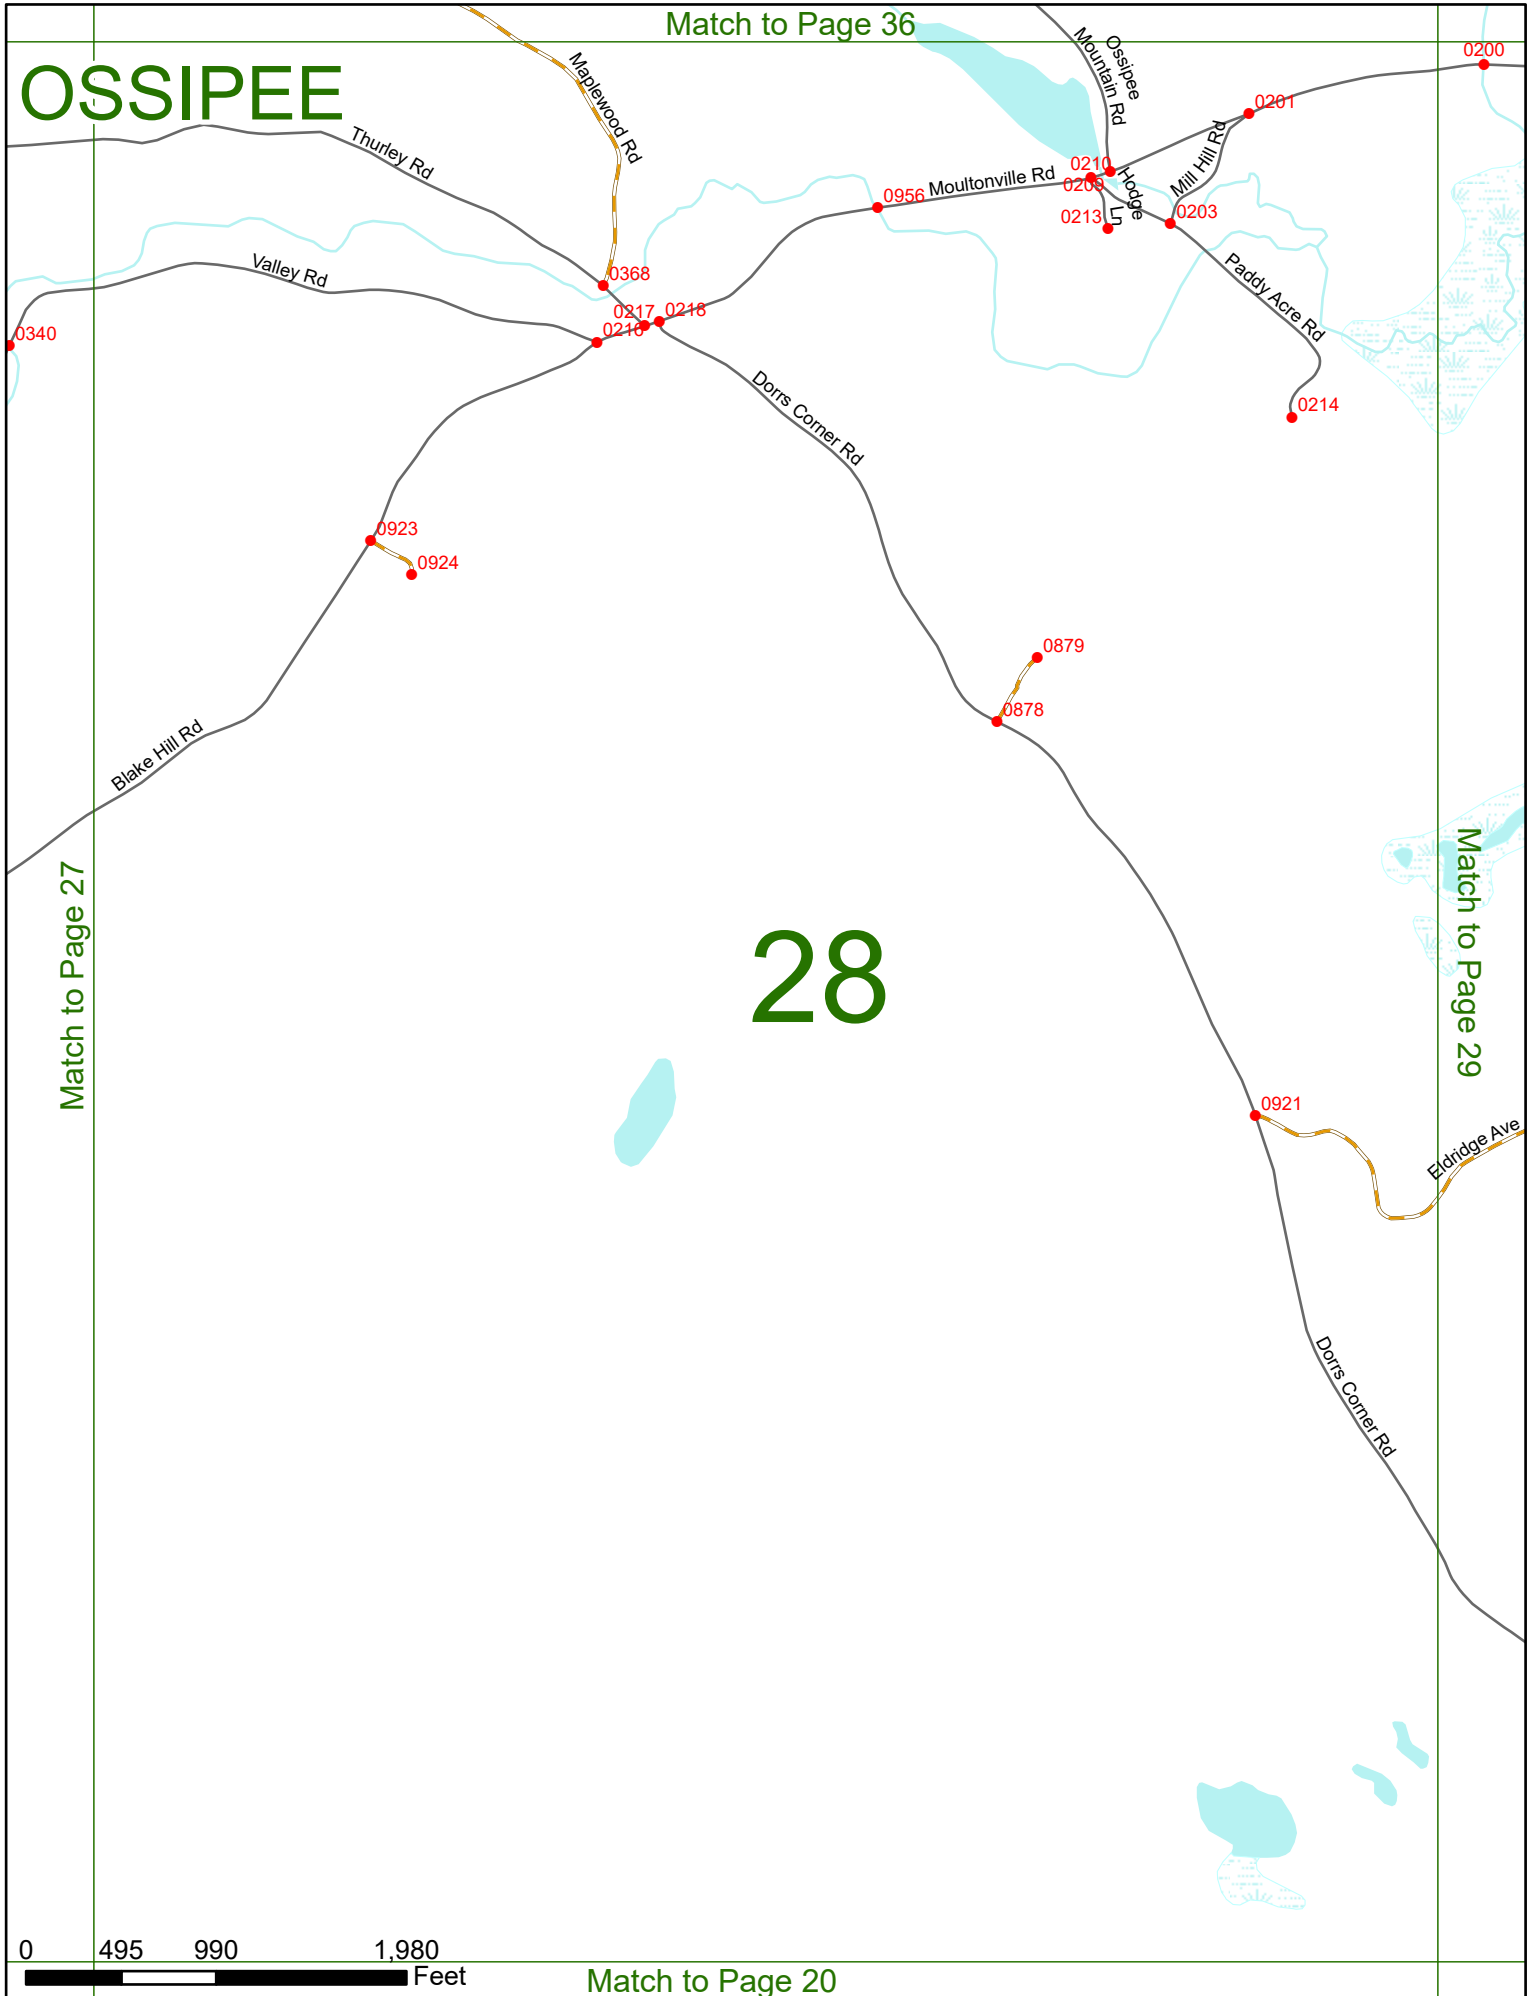 Match to Page 36
OSSIPEE
Maplewood Rd
Ossipee
Mountain Rd
0200
0201
Thurley Rd
Mill Hill Rd
0210
0209
Hodge
Ln
Moultonville Rd
0956
0213
0203
Valley Rd
0368
Paddy Acre Rd
0217
0218
0216
0340
Dorrs Corner Rd
0214
0923
0924
0879
0878
Blake Hill Rd
Match to Page 27
28
Match to Page 29
0921
Eldridge Ave
Dorrs Corner Rd
0 495 990 1,980
Feet
Match to Page 20